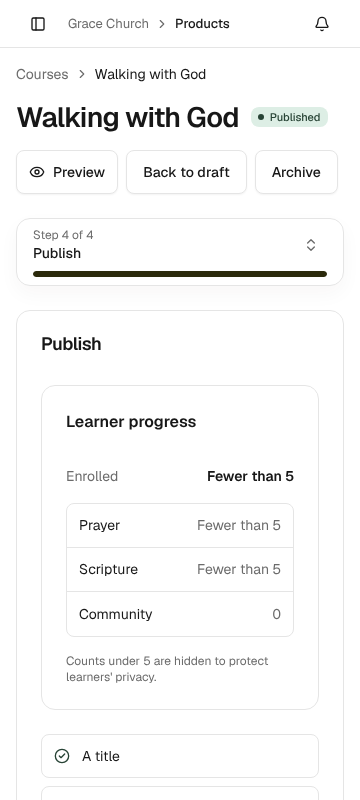 Grace Church > Products
Courses > Walking with God
Walking with God
Published
Preview
Back to draft
Archive
Step 4 of 4
Publish
Publish
Learner progress
Enrolled Fewer than 5
Prayer Fewer than 5
Scripture Fewer than 5
Community 0
Counts under 5 are hidden to protect
learners' privacy.
A title